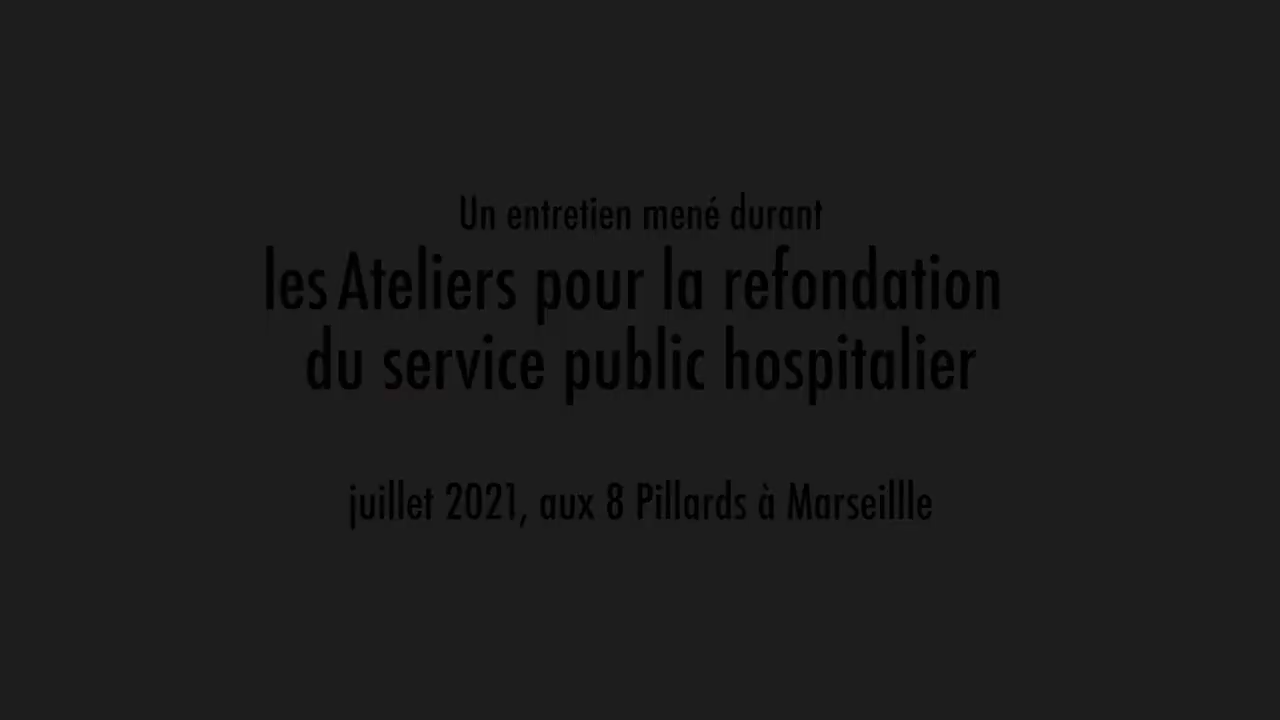 Un entretien mené durant
les Ateliers pour la refondation
du service public hospitalier
juillet 2021, aux 8 Pillards à Marseillle